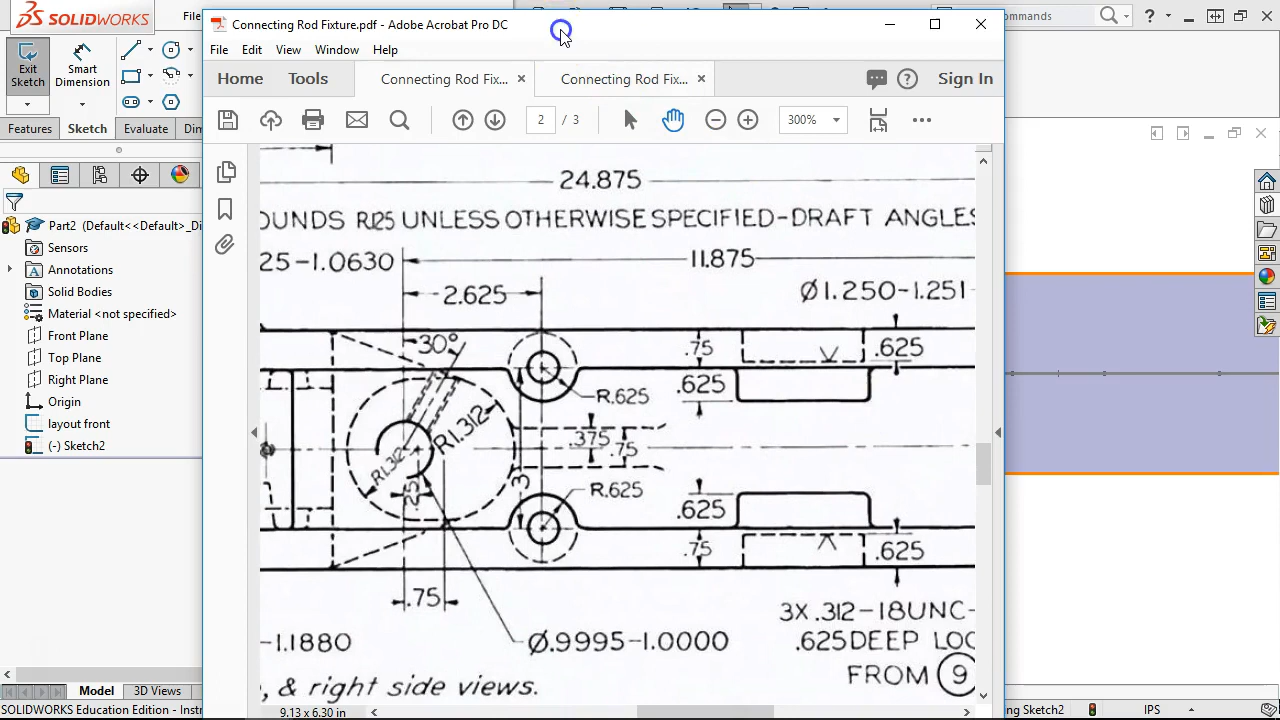 SOLIDWORKS
File
Connecting Rod Fixture.pdf - Adobe Acrobat Pro DC
ommands
?
File Edit View Window Help
Exit Sketch
Smart Dimension
Home Tools Connecting Rod Fix... × Connecting Rod Fix... × ? Sign In
Features Sketch Evaluate Din
2 / 3 300%
24.875
OUNDS R.125 UNLESS OTHERWISE SPECIFIED-DRAFT ANGLES
25-1.0630 11.875
2.625 Ø1.250-1.251
30° .75 .625
.625
R.625
R1.312 .375 .75
R1.312
3 R.625
.25 .625
.75 .625
.75
3X .312-18UNC-
-1.1880 Ø.9995-1.0000 .625DEEP LOC
FROM 9
, & right side views.
9.13 x 6.30 in
Part2 (Default<<Default>_Di
Sensors
Annotations
Solid Bodies
Material <not specified>
Front Plane
Top Plane
Right Plane
Origin
layout front
(-) Sketch2
Model 3D Views
SOLIDWORKS Education Edition - Instr
ng Sketch2 IPS